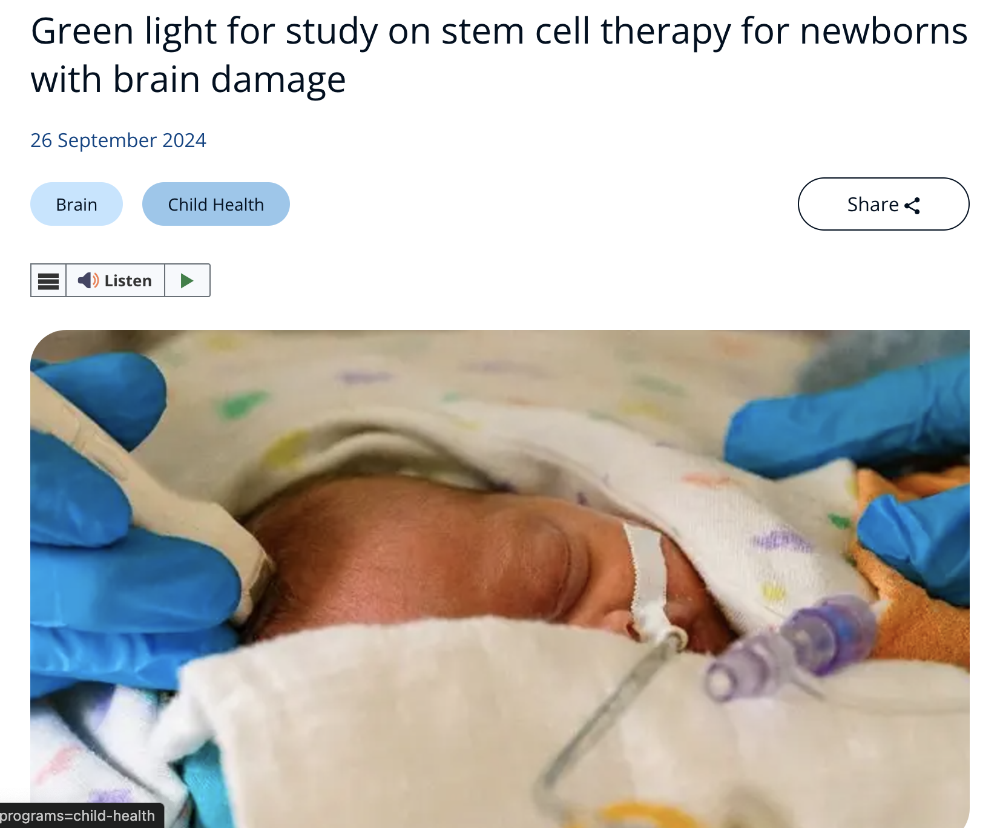 Green light for study on stem cell therapy for newborns
with brain damage
26 September 2024
Brain
Child Health
Share
Listen
programs=child-health